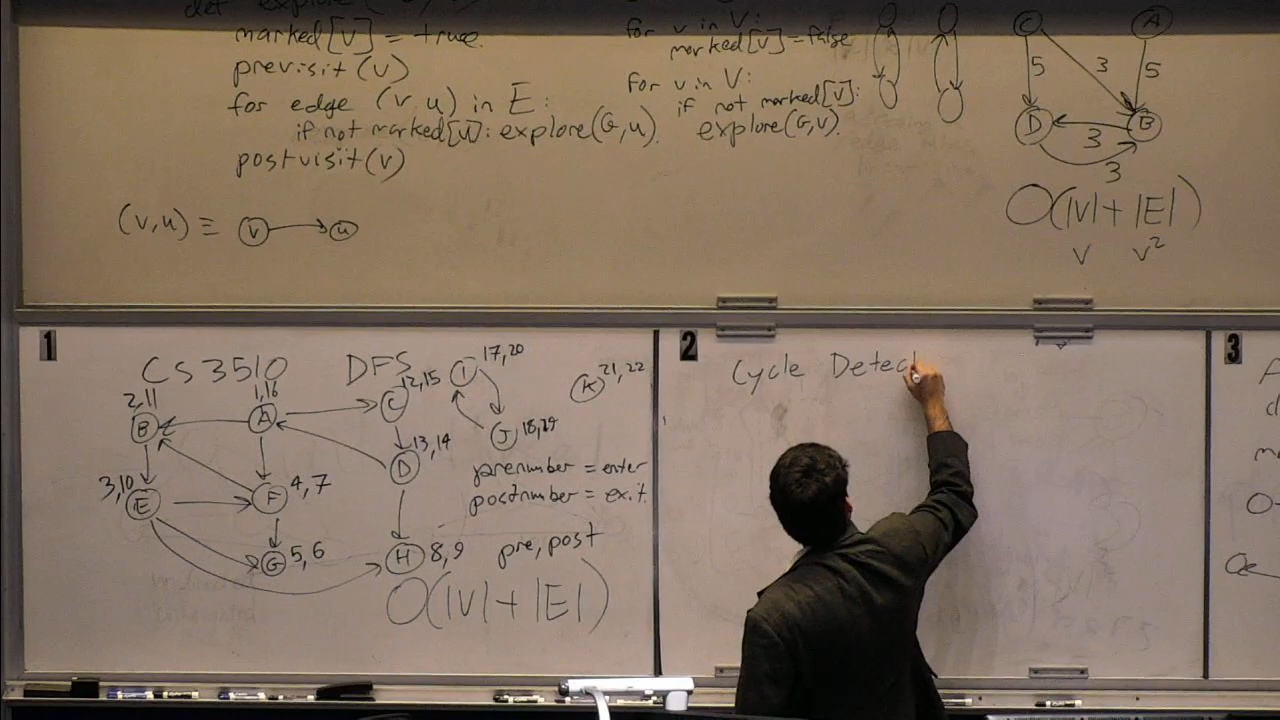 def explore(
marked[v] = true
previsit(v)
for edge (v,u) in E:
if not marked[u]: explore(G,u)
postvisit(v)
(v,u) ≡ v → u
for v in V:
marked[v] = false
for v in V:
if not marked[v]:
explore(G,v)
C A
5 3 5
D B
3
3
O(|V| + |E|)
V V²
1
CS3510 DFS
I 17,20
K 21,22
J 18,19
A 1,16
B 2,11
C 12,15
D 13,14
E 3,10
F 4,7
G 5,6
H 8,9
prenumber = enter
postnumber = exit
pre, post
O(|V| + |E|)
2
Cycle Detec
3